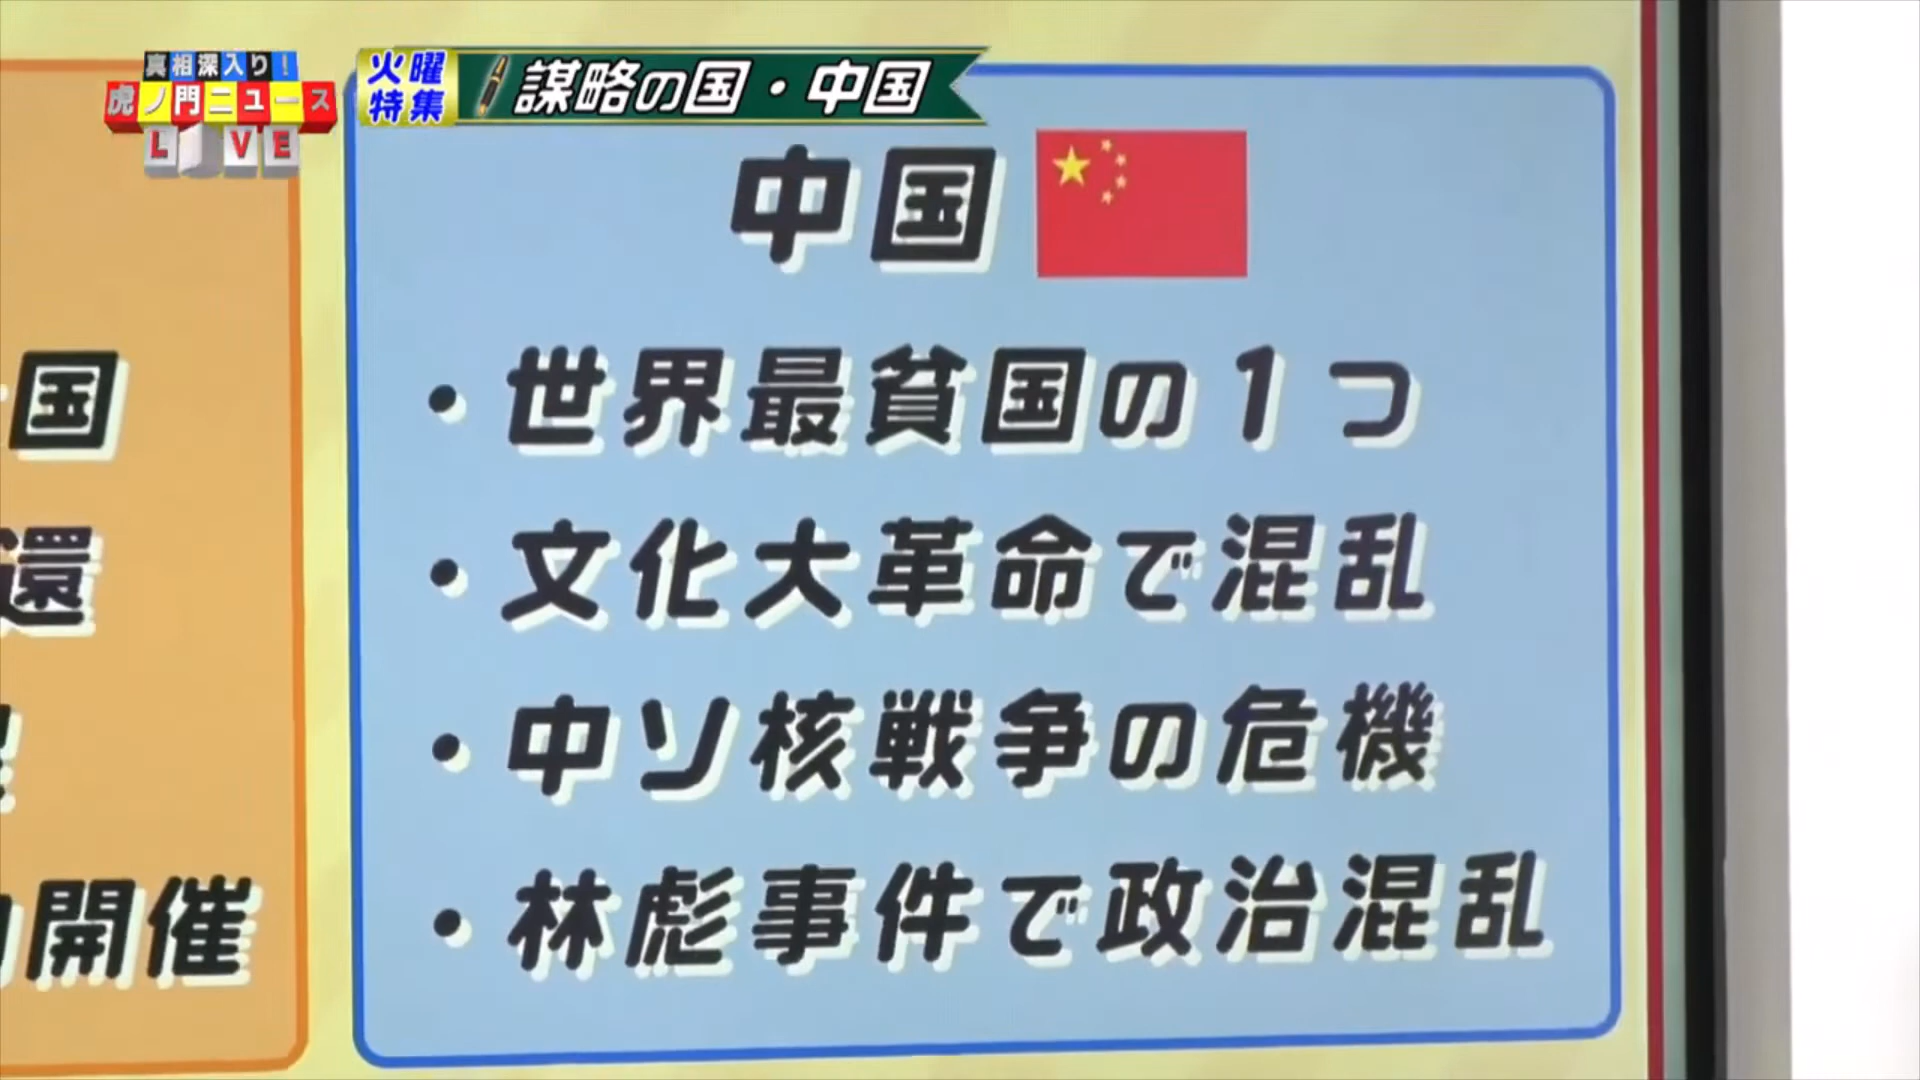 真相深入り!
虎ノ門ニュース
LIVE
火曜
特集
謀略の国・中国
中国
・世界最貧国の1つ
・文化大革命で混乱
・中ソ核戦争の危機
・林彪事件で政治混乱
国
還
開催